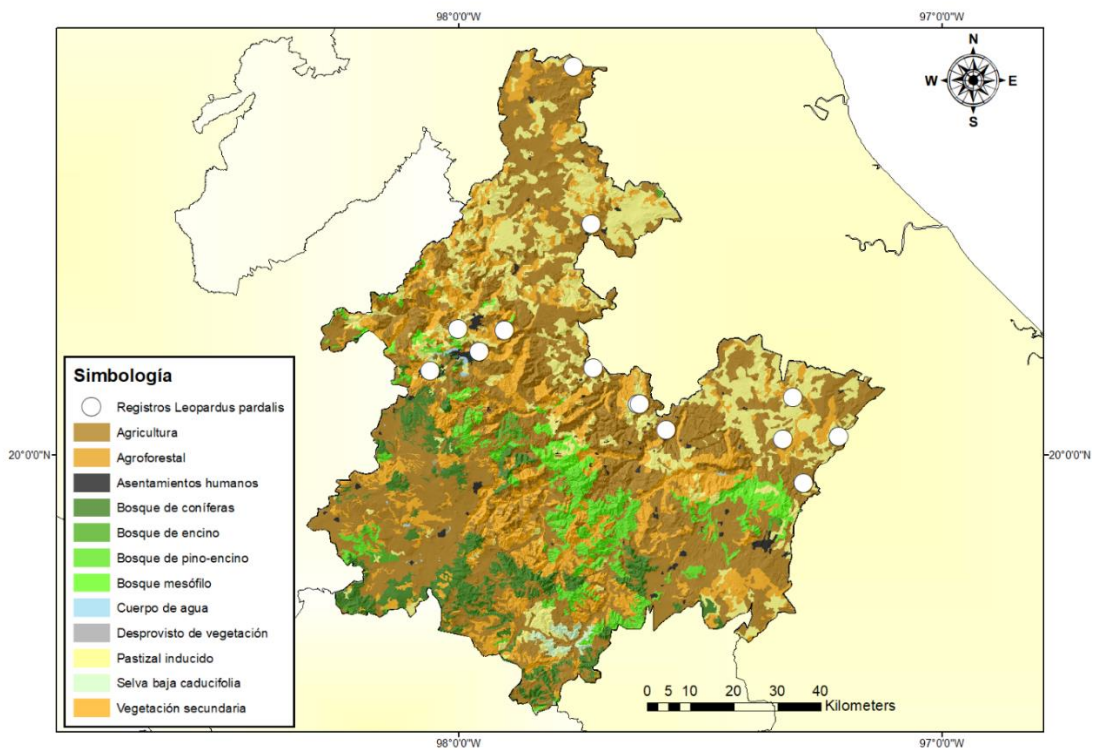 98°0'0"W
97°0'0"W
N
W
E
S
20°0'0"N
20°0'0"N
Simbología
Registros Leopardus pardalis
Agricultura
Agroforestal
Asentamientos humanos
Bosque de coníferas
Bosque de encino
Bosque de pino-encino
Bosque mesófilo
Cuerpo de agua
Desprovisto de vegetación
Pastizal inducido
Selva baja caducifolia
Vegetación secundaria
0 5 10 20 30 40
Kilometers
98°0'0"W
97°0'0"W